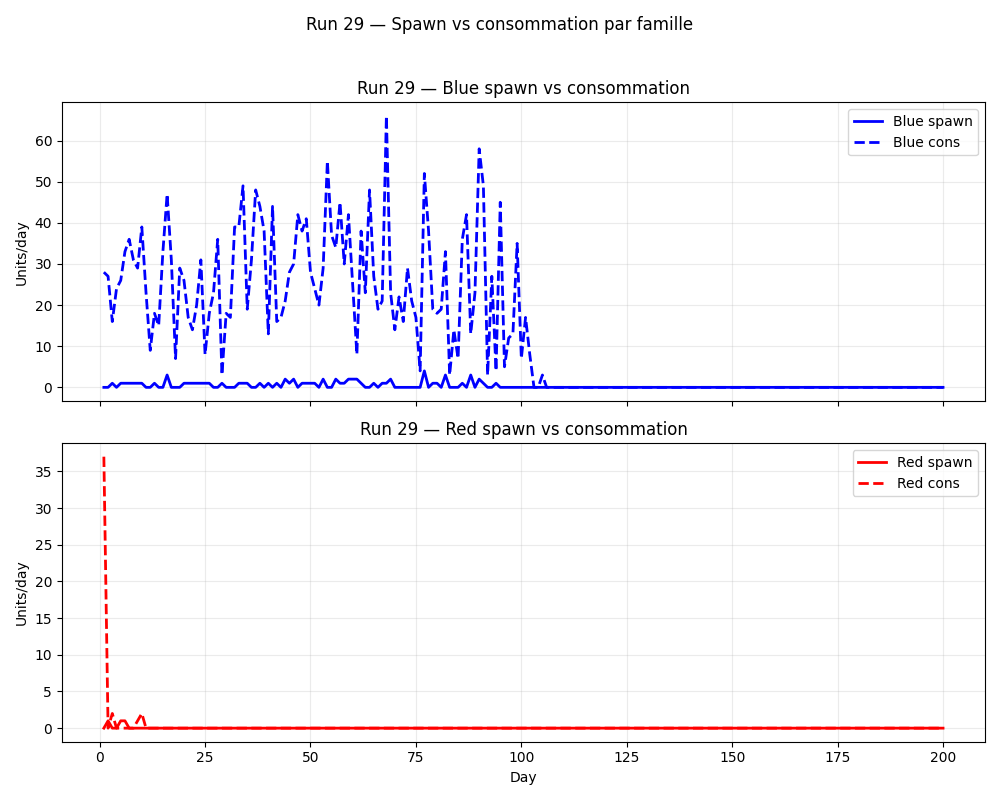 Run 29 — Spawn vs consommation par famille
Run 29 — Blue spawn vs consommation
Blue spawn
Blue cons
Units/day
60
50
40
30
20
10
0
Run 29 — Red spawn vs consommation
Red spawn
Red cons
Units/day
35
30
25
20
15
10
5
0
0 25 50 75 100 125 150 175 200
Day